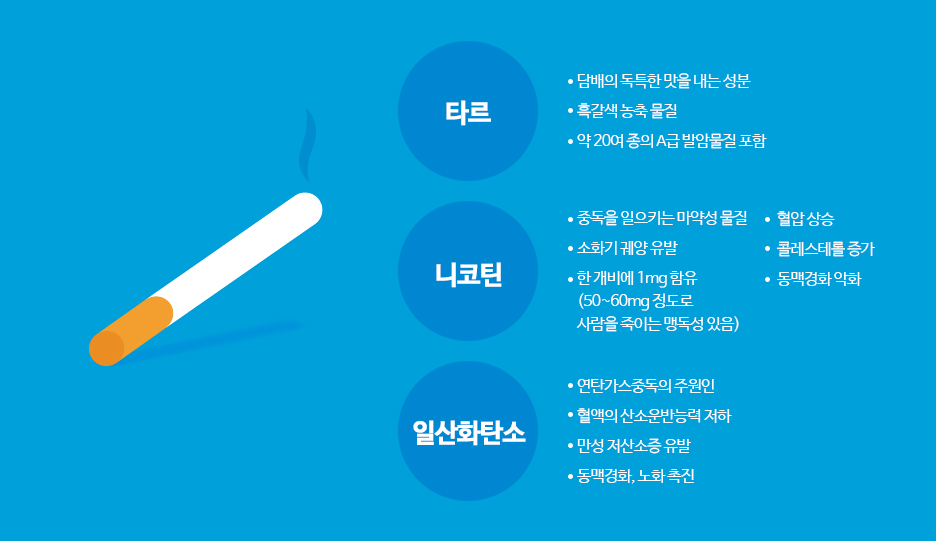 타르
• 담배의 독특한 맛을 내는 성분
• 흑갈색 농축 물질
• 약 20여 종의 A급 발암물질 포함
니코틴
• 중독을 일으키는 마약성 물질
• 소화기 궤양 유발
• 한 개비에 1mg 함유
(50~60mg 정도로
사람을 죽이는 맹독성 있음)
• 혈압 상승
• 콜레스테롤 증가
• 동맥경화 악화
일산화탄소
• 연탄가스중독의 주원인
• 혈액의 산소운반능력 저하
• 만성 저산소증 유발
• 동맥경화, 노화 촉진